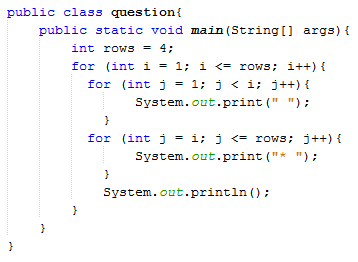 public class question{
    public static void main(String[] args){
        int rows = 4;
        for (int i = 1; i <= rows; i++){
          for (int j = 1; j < i; j++){
                System.out.print(" ");
            }
          for (int j = i; j <= rows; j++){
                System.out.print("* ");
            }
            System.out.println();
        }
    }
}